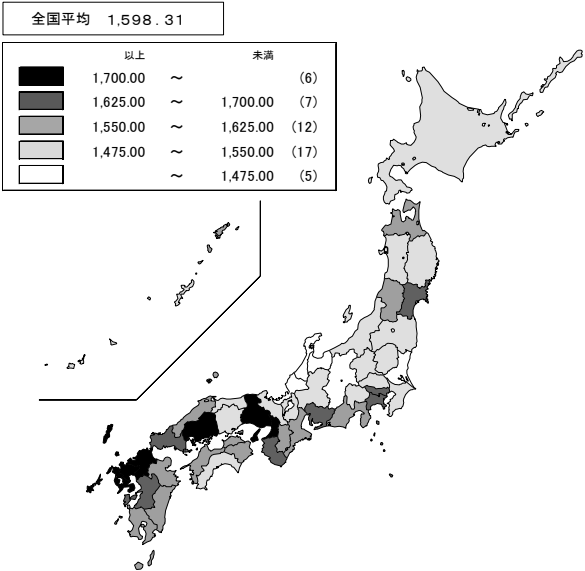 全国平均 1,598.31
以上 未満
1,700.00 ～ (6)
1,625.00 ～ 1,700.00 (7)
1,550.00 ～ 1,625.00 (12)
1,475.00 ～ 1,550.00 (17)
～ 1,475.00 (5)